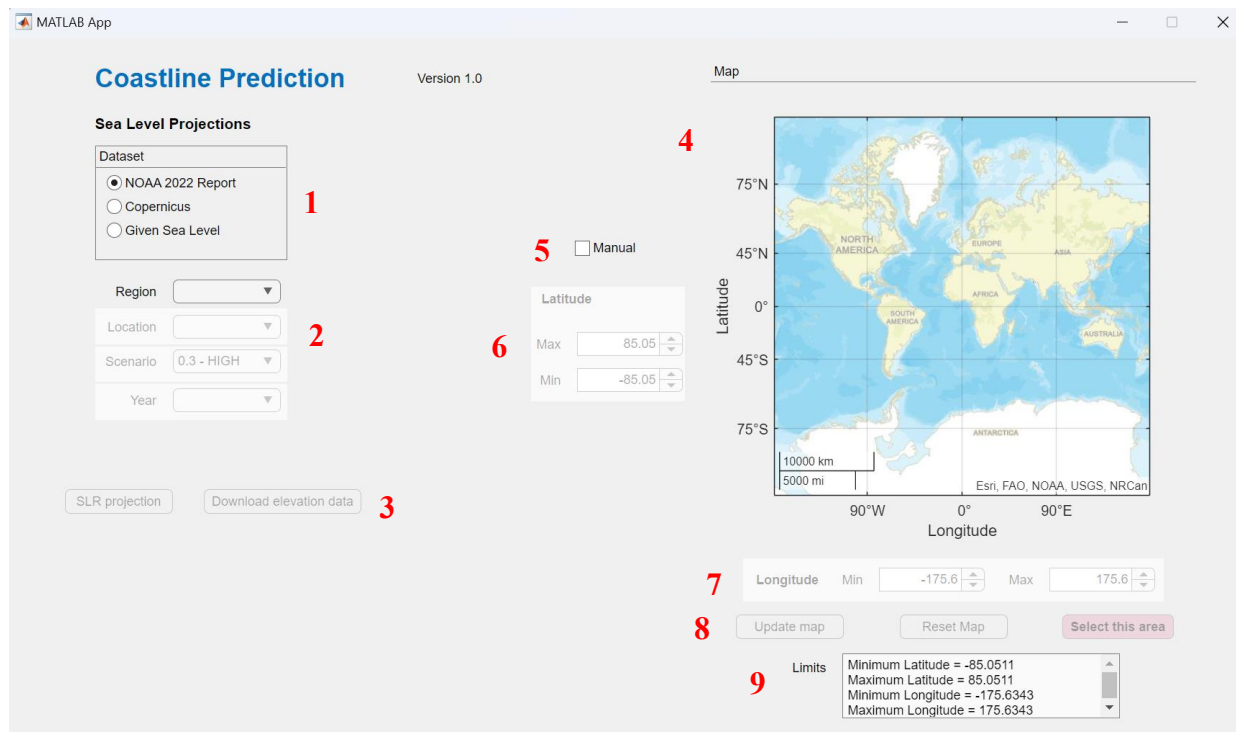 MATLAB App
Coastline Prediction
Version 1.0
Sea Level Projections
Dataset
NOAA 2022 Report
Copernicus
Given Sea Level
1
Region
Location
Scenario 0.3 - HIGH
Year
2
SLR projection Download elevation data
3
Map
4
75°N
45°N
0°
45°S
75°S
Latitude
NORTH
AMERICA
EUROPE
ASIA
AFRICA
SOUTH
AMERICA
AUSTRALIA
ANTARCTICA
10000 km
5000 mi
Esri, FAO, NOAA, USGS, NRCan
90°W 0° 90°E
Longitude
5
Manual
6
Latitude
Max 85.05
Min -85.05
7
Longitude Min -175.6 Max 175.6
8
Update map Reset Map Select this area
9
Limits
Minimum Latitude = -85.0511
Maximum Latitude = 85.0511
Minimum Longitude = -175.6343
Maximum Longitude = 175.6343